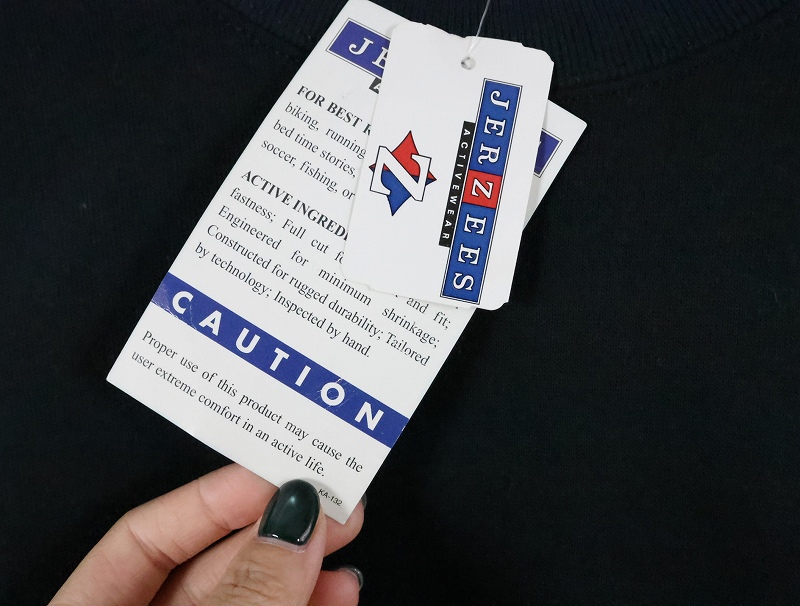 JE
FOR BEST
biking, running
bed time stories,
soccer, fishing, or
ACTIVE INGREDI
fastness; Full cut
Engineered for minimum shrinkage; and fit;
Constructed for rugged durability; Tailored
by technology; Inspected by hand.
CAUTION
Proper use of this product may cause the
user extreme comfort in an active life.
KA-132
Z
JERZEES
ACTIVEWEAR